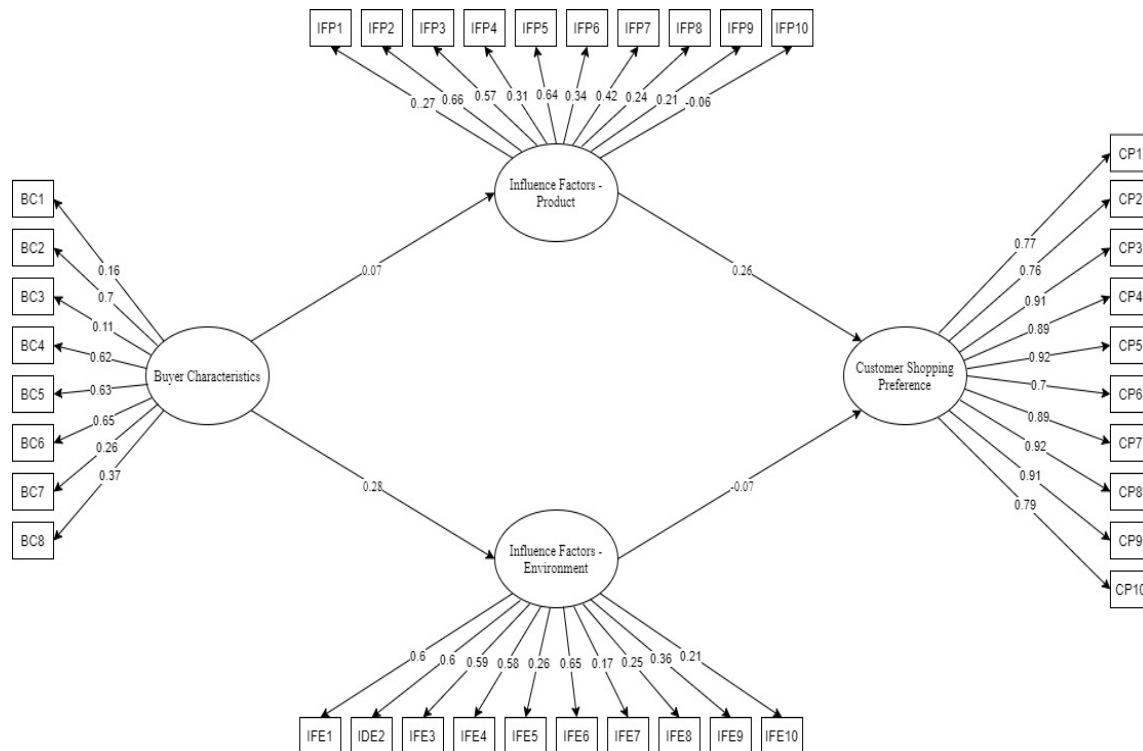 IFP1 IFP2 IFP3 IFP4 IFP5 IFP6 IFP7 IFP8 IFP9 IFP10
0..27 0.66 0.57 0.31 0.64 0.34 0.42 0.24 0.21 -0.06
Influence Factors -
Product
BC1
BC2
BC3
BC4
BC5
BC6
BC7
BC8
0.16
0.7
0.11
0.62
0.63
0.65
0.26
0.37
Buyer Characteristics
0.07
0.26
0.28
-0.07
Customer Shopping
Preference
0.77
0.76
0.91
0.89
0.92
0.7
0.89
0.92
0.91
0.79
CP1
CP2
CP3
CP4
CP5
CP6
CP7
CP8
CP9
CP10
Influence Factors -
Environment
0.6 0.6 0.59 0.58 0.26 0.65 0.17 0.25 0.36 0.21
IFE1 IDE2 IFE3 IFE4 IFE5 IFE6 IFE7 IFE8 IFE9 IFE10